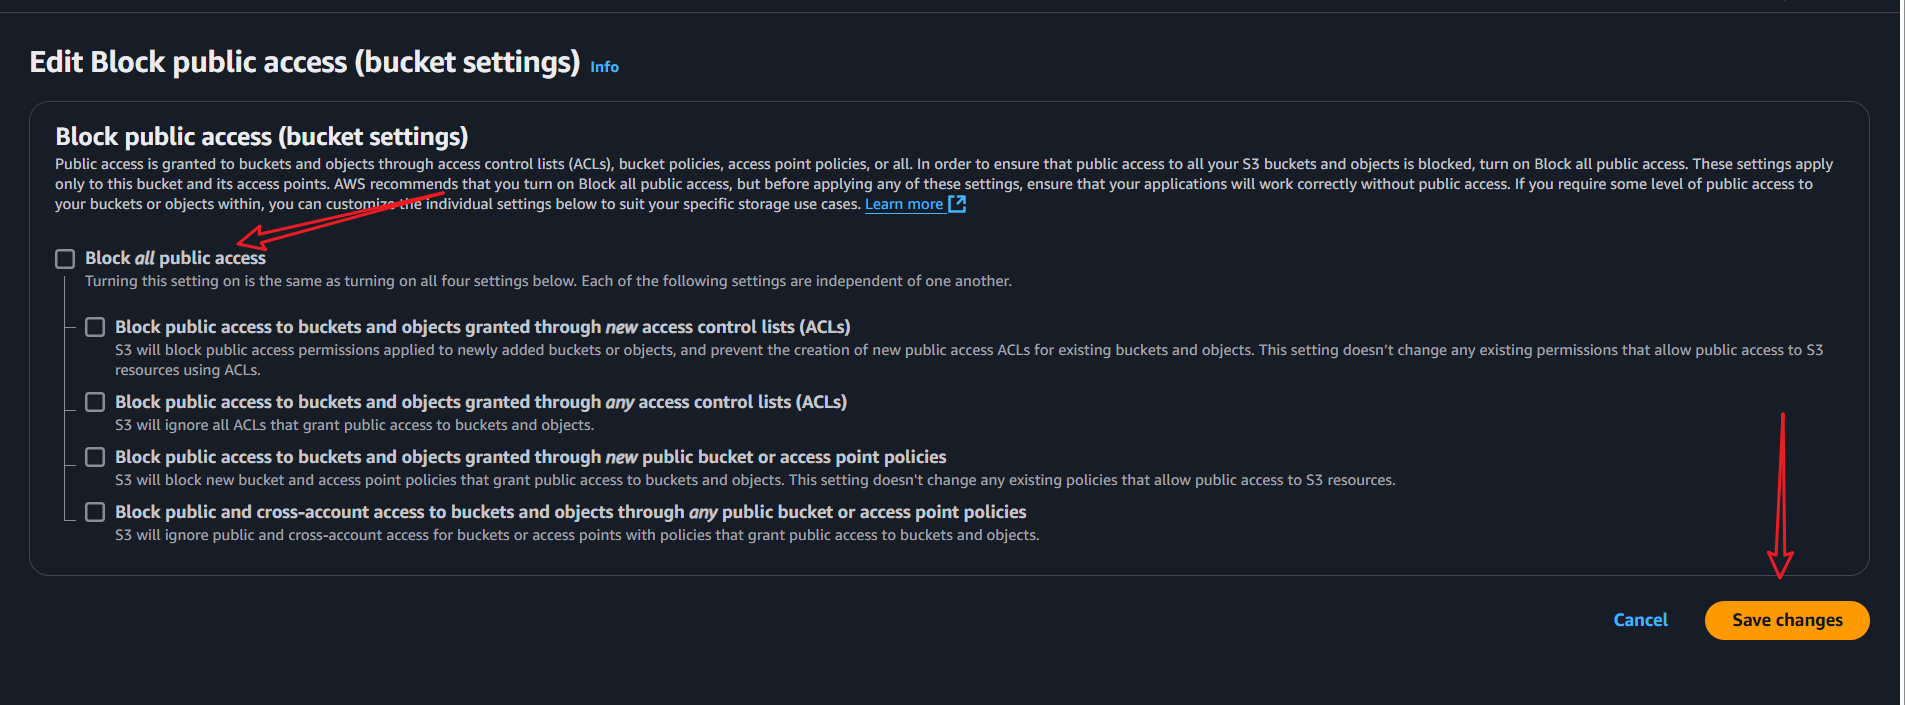 Edit Block public access (bucket settings) Info
Block public access (bucket settings)
Public access is granted to buckets and objects through access control lists (ACLs), bucket policies, access point policies, or all. In order to ensure that public access to all your S3 buckets and objects is blocked, turn on Block all public access. These settings apply
only to this bucket and its access points. AWS recommends that you turn on Block all public access, but before applying any of these settings, ensure that your applications will work correctly without public access. If you require some level of public access to
your buckets or objects within, you can customize the individual settings below to suit your specific storage use cases. Learn more
Block all public access
Turning this setting on is the same as turning on all four settings below. Each of the following settings are independent of one another.
Block public access to buckets and objects granted through new access control lists (ACLs)
S3 will block public access permissions applied to newly added buckets or objects, and prevent the creation of new public access ACLs for existing buckets and objects. This setting doesn't change any existing permissions that allow public access to S3
resources using ACLs.
Block public access to buckets and objects granted through any access control lists (ACLs)
S3 will ignore all ACLs that grant public access to buckets and objects.
Block public access to buckets and objects granted through new public bucket or access point policies
S3 will block new bucket and access point policies that grant public access to buckets and objects. This setting doesn't change any existing policies that allow public access to S3 resources.
Block public and cross-account access to buckets and objects through any public bucket or access point policies
S3 will ignore public and cross-account access for buckets or access points with policies that grant public access to buckets and objects.
Cancel Save changes